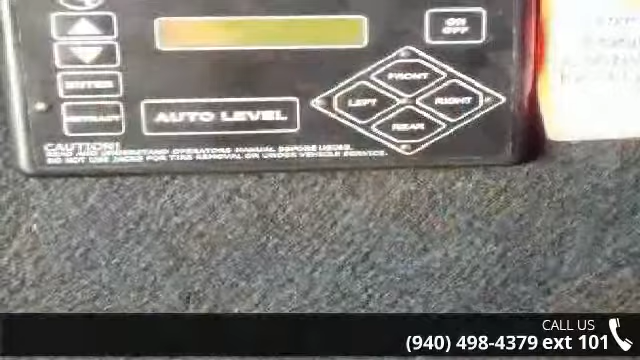 ON
OFF
FRONT
LEFT
RIGHT
REAR
ENTER
RETRACT
AUTO LEVEL
CAUTION!
READ AND UNDERSTAND OPERATORS MANUAL BEFORE USING.
DO NOT USE JACKS FOR TIRE REMOVAL OR UNDER VEHICLE SERVICE.
CALL US
(940) 498-4379 ext 101